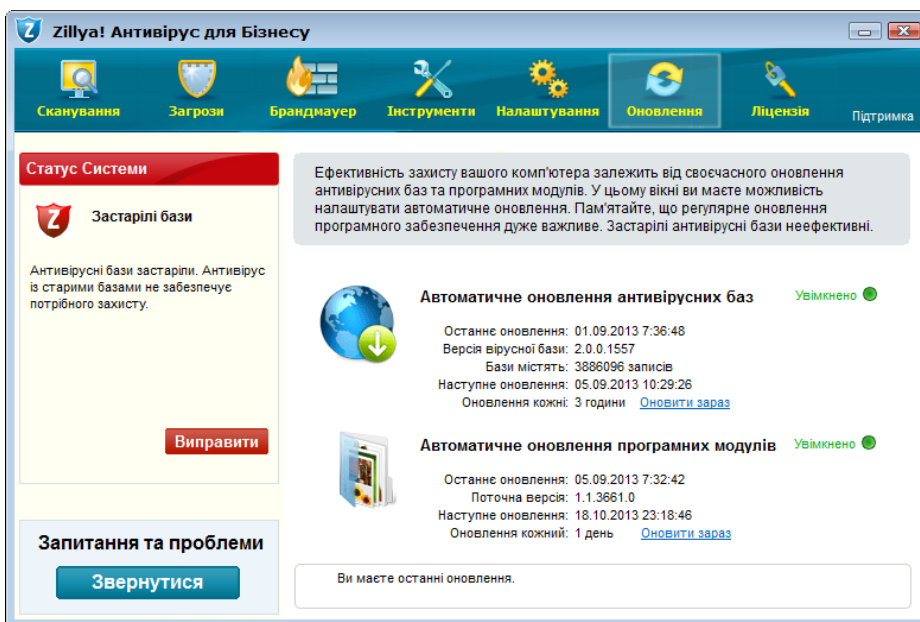 Zillya! Антивірус для Бізнесу
Сканування
Загрози
Брандмауер
Інструменти
Налаштування
Оновлення
Ліцензія
Підтримка
Статус Системи
Застарілі бази
Антивірусні бази застаріли. Антивірус
із старими базами не забезпечує
потрібного захисту.
Виправити
Запитання та проблеми
Звернутися
Ефективність захисту вашого комп'ютера залежить від своєчасного оновлення
антивірусних баз та програмних модулів. У цьому вікні ви маєте можливість
налаштувати автоматичне оновлення. Пам'ятайте, що регулярне оновлення
програмного забезпечення дуже важливе. Застарілі антивірусні бази неефективні.
Автоматичне оновлення антивірусних баз Увімкнено
Останнє оновлення: 01.09.2013 7:36:48
Версія вірусної бази: 2.0.0.1557
Бази містять: 3886096 записів
Наступне оновлення: 05.09.2013 10:29:26
Оновлення кожні: 3 години Оновити зараз
Автоматичне оновлення програмних модулів Увімкнено
Останнє оновлення: 05.09.2013 7:32:42
Поточна версія: 1.1.3661.0
Наступне оновлення: 18.10.2013 23:18:46
Оновлення кожний: 1 день Оновити зараз
Ви маєте останні оновлення.